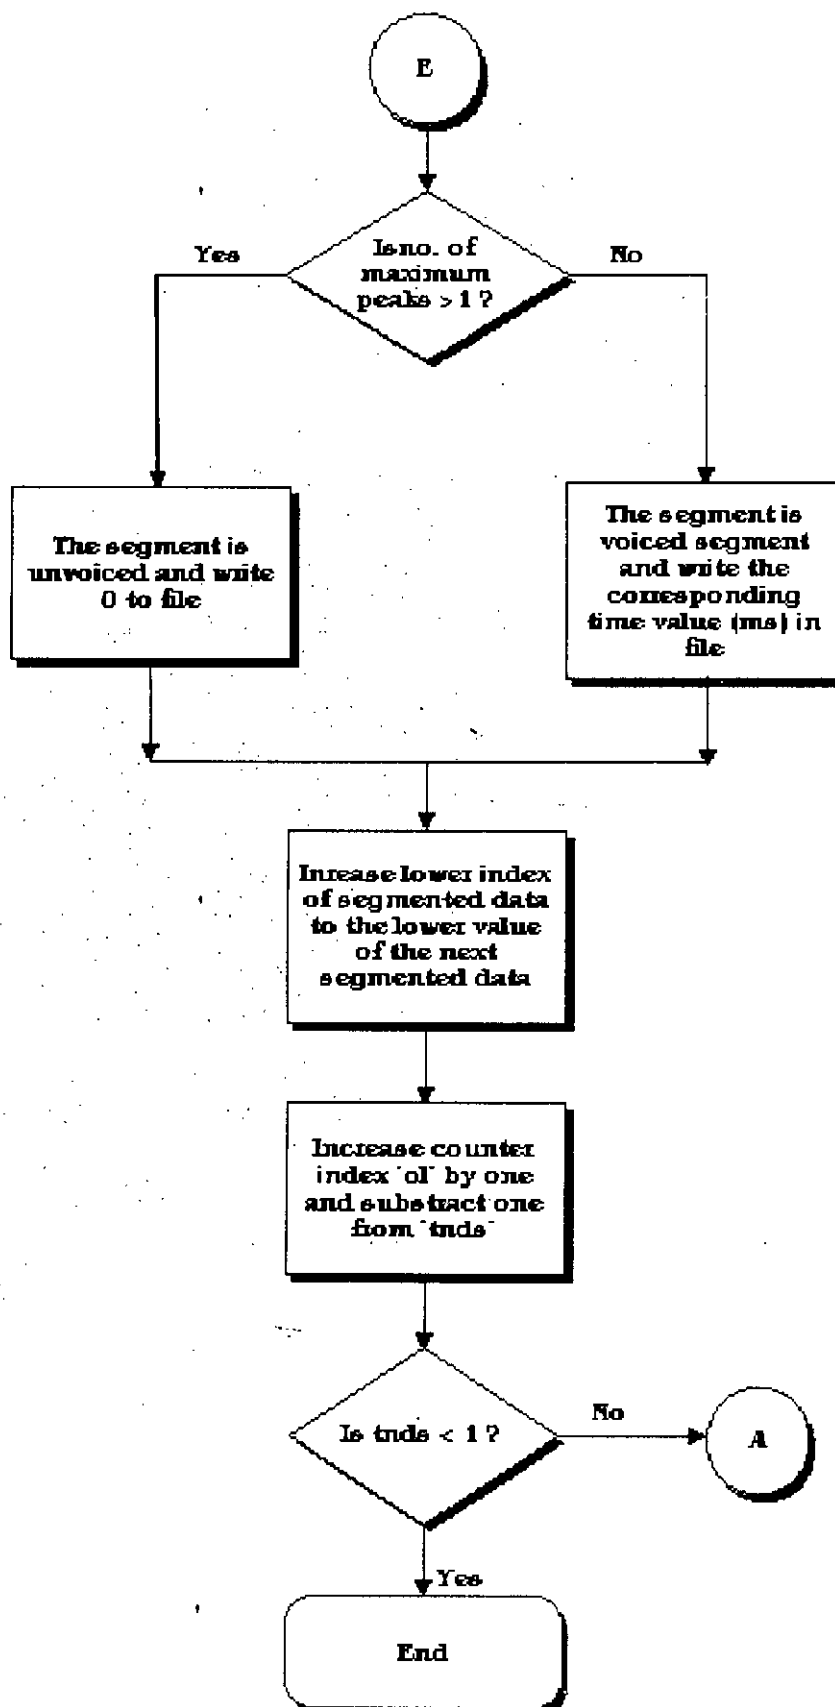 E
Yes
Is no. of
maximum
peaks > 1 ?
No
The segment is
unvoiced and write
0 to file
The segment is
voiced segment
and write the
corresponding
time value (ms) in
file
Inrease lower index
of segmented data
to the lower value
of the next
segmented data
Increase counter
index 'ol' by one
and substract one
from 'tnds'
Is tnds < 1 ?
No
A
Yes
End